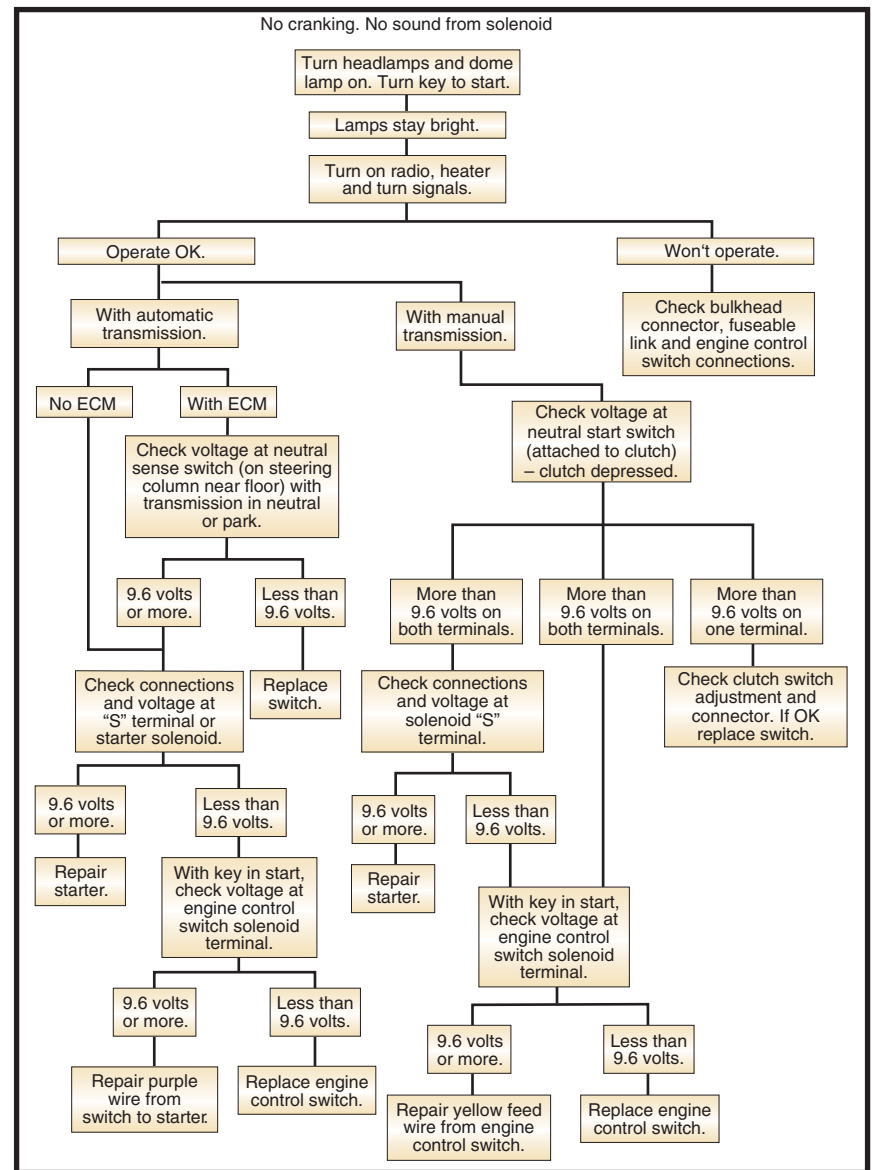 No cranking. No sound from solenoid
Turn headlamps and dome
lamp on. Turn key to start.
Lamps stay bright.
Turn on radio, heater
and turn signals.
Operate OK.
Won't operate.
With automatic
transmission.
With manual
transmission.
Check bulkhead
connector, fuseable
link and engine control
switch connections.
No ECM
With ECM
Check voltage at
neutral start switch
(attached to clutch)
– clutch depressed.
Check voltage at neutral
sense switch (on steering
column near floor) with
transmission in neutral
or park.
9.6 volts
or more.
Less than
9.6 volts.
More than
9.6 volts on
both terminals.
More than
9.6 volts on
both terminals.
More than
9.6 volts on
one terminal.
Check connections
and voltage at
“S” terminal or
starter solenoid.
Replace
switch.
Check connections
and voltage at
solenoid “S”
terminal.
Check clutch switch
adjustment and
connector. If OK
replace switch.
9.6 volts
or more.
Less than
9.6 volts.
9.6 volts
or more.
Less than
9.6 volts.
Repair
starter.
With key in start,
check voltage at
engine control
switch solenoid
terminal.
Repair
starter.
With key in start,
check voltage at
engine control
switch solenoid
terminal.
9.6 volts
or more.
Less than
9.6 volts.
9.6 volts
or more.
Less than
9.6 volts.
Repair purple
wire from
switch to starter.
Replace engine
control switch.
Repair yellow feed
wire from engine
control switch.
Replace engine
control switch.